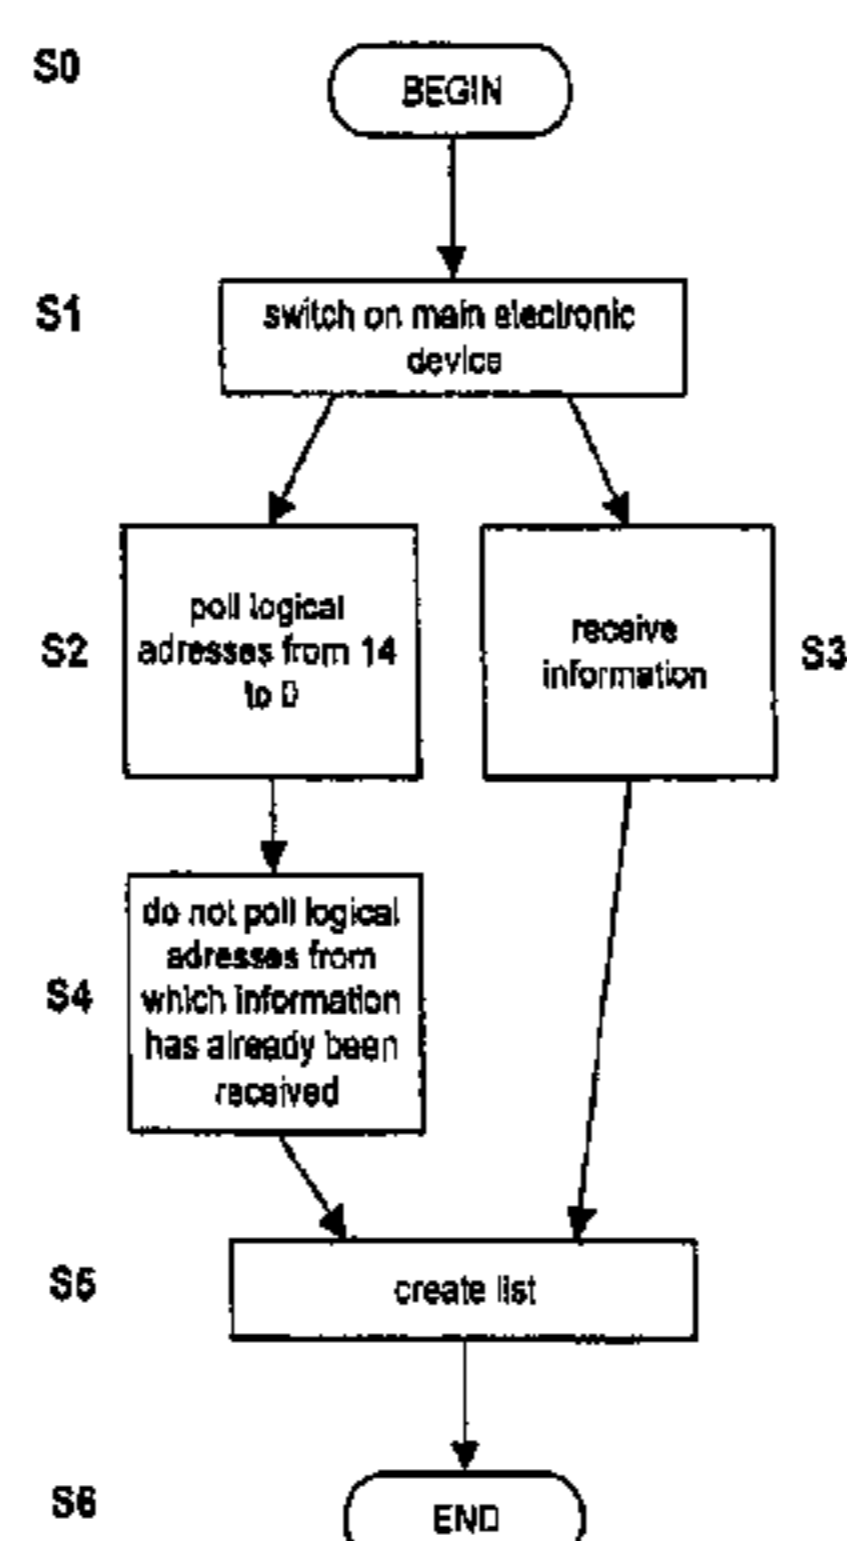 S0
BEGIN
S1
switch on main electronic
device
S2
poll logical
adresses from 14
to 0
receive
information
S3
S4
do not poll logical
adresses from
which information
has already been
received
S5
create list
S6
END